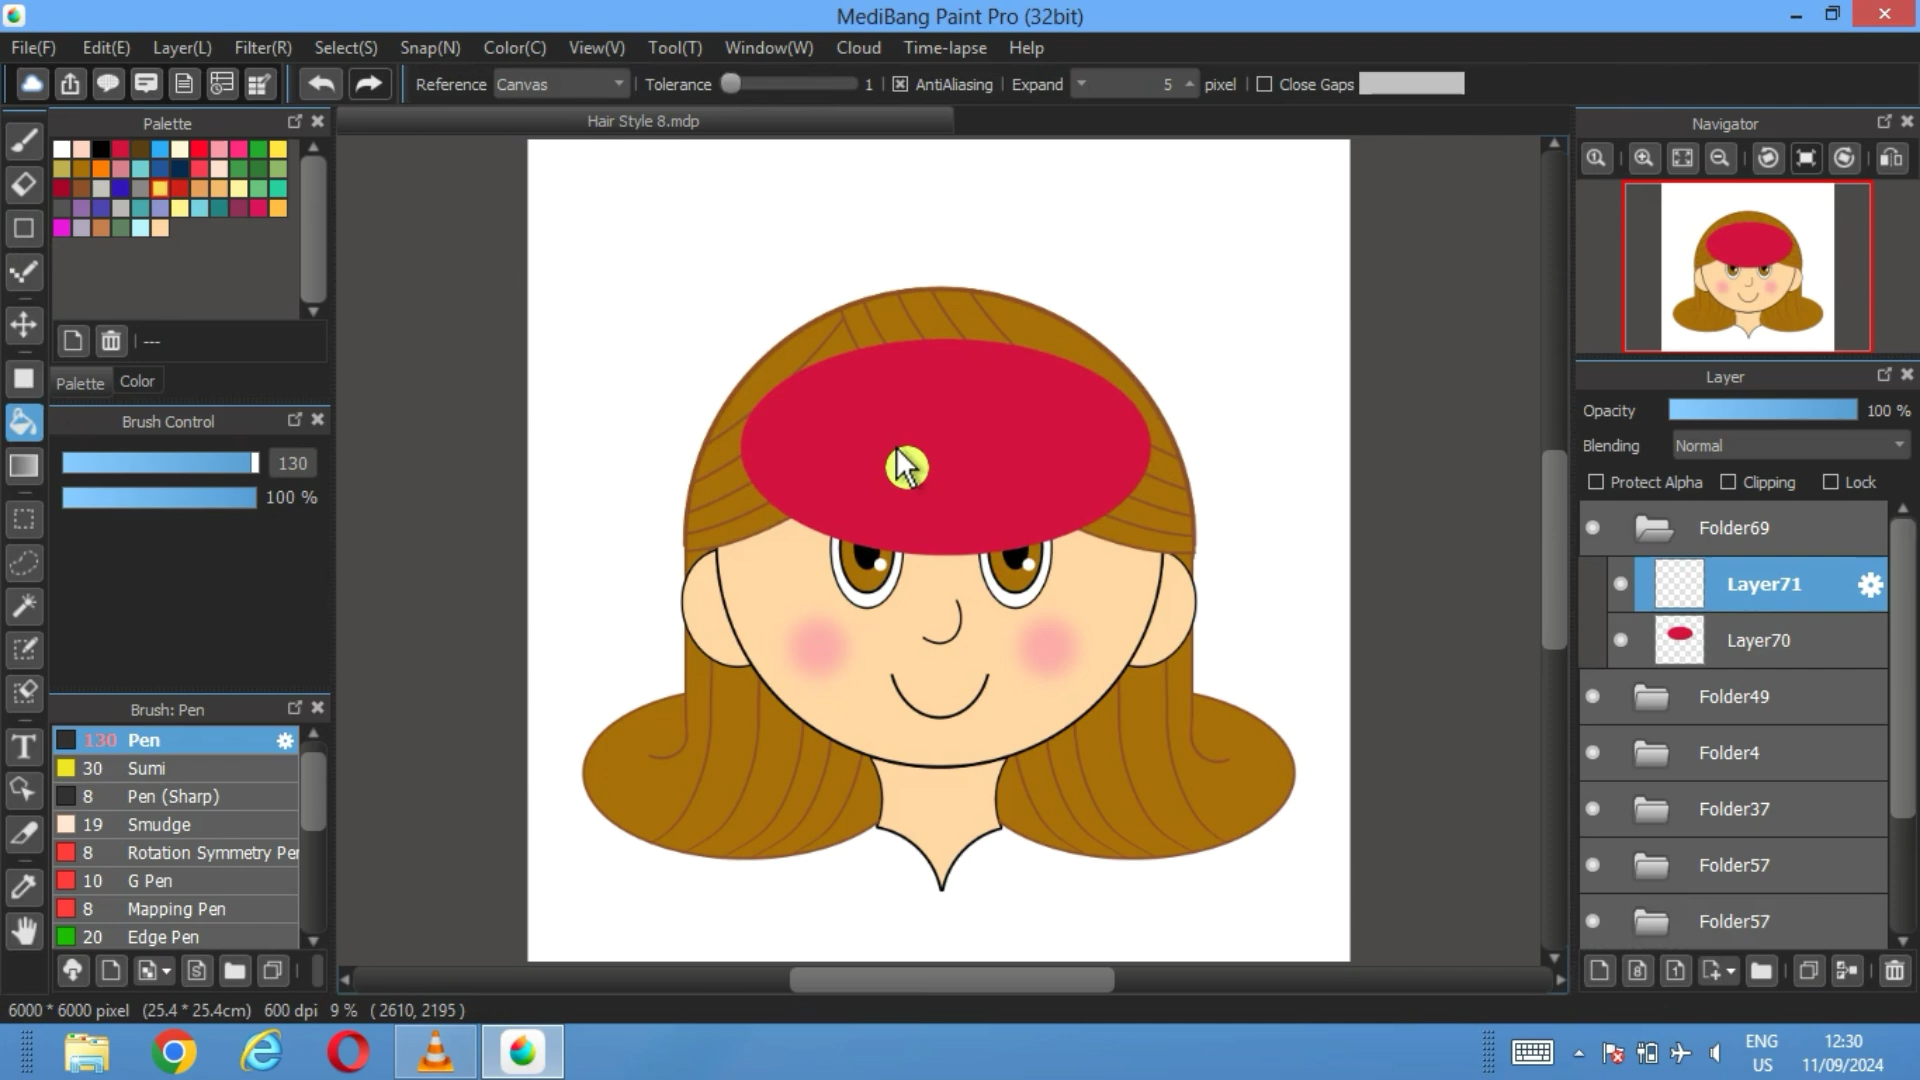 MediBang Paint Pro (32bit)
File(F) Edit(E) Layer(L) Filter(R) Select(S) Snap(N) Color(C) View(V) Tool(T) Window(W) Cloud Time-lapse Help
Reference Canvas Tolerance 1 AntiAliasing Expand 5 pixel Close Gaps
Palette
Hair Style 8.mdp
Navigator
---
Palette Color
Brush Control
130
100 %
Brush: Pen
130 Pen
30 Sumi
8 Pen (Sharp)
19 Smudge
8 Rotation Symmetry Pe
10 G Pen
8 Mapping Pen
20 Edge Pen
Layer
Opacity 100 %
Blending Normal
Protect Alpha Clipping Lock
Folder69
Layer71
Layer70
Folder49
Folder4
Folder37
Folder57
Folder57
6000 * 6000 pixel (25.4 * 25.4cm) 600 dpi 9 % ( 2610, 2195 )
ENG
US
12:30
11/09/2024